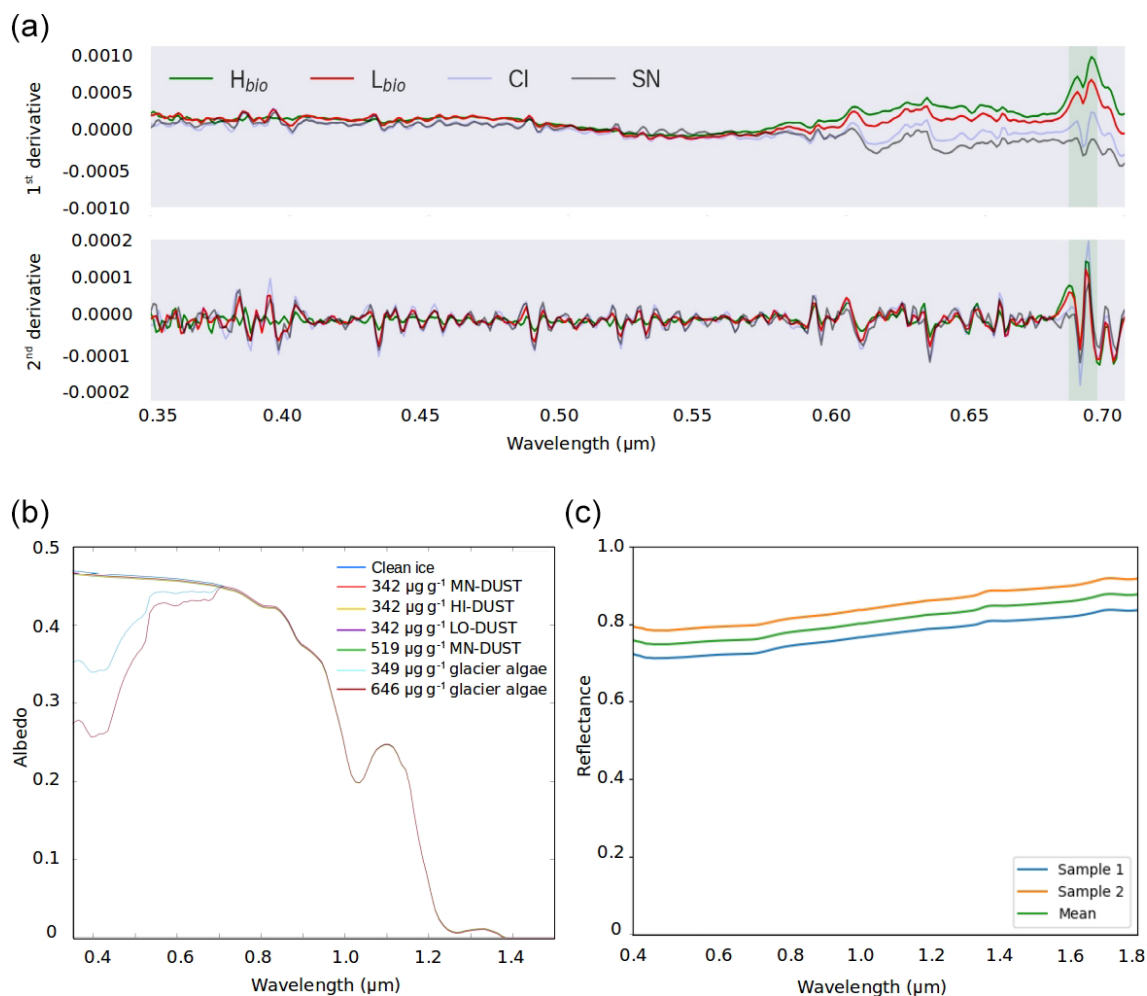 (a)
0.0010
0.0005
0.0000
-0.0005
-0.0010
1st derivative
Hbio Lbio CI SN
0.0002
0.0001
0.0000
-0.0001
-0.0002
2nd derivative
0.35 0.40 0.45 0.50 0.55 0.60 0.65 0.70
Wavelength (µm)
(b)
0.5
0.4
0.3
0.2
0.1
0
Albedo
Clean ice
342 µg g⁻¹ MN-DUST
342 µg g⁻¹ HI-DUST
342 µg g⁻¹ LO-DUST
519 µg g⁻¹ MN-DUST
349 µg g⁻¹ glacier algae
646 µg g⁻¹ glacier algae
0.4 0.6 0.8 1.0 1.2 1.4
Wavelength (µm)
(c)
1.0
0.8
0.6
0.4
0.2
0
Reflectance
Sample 1
Sample 2
Mean
0.4 0.6 0.8 1.0 1.2 1.4 1.6 1.8
Wavelength (µm)